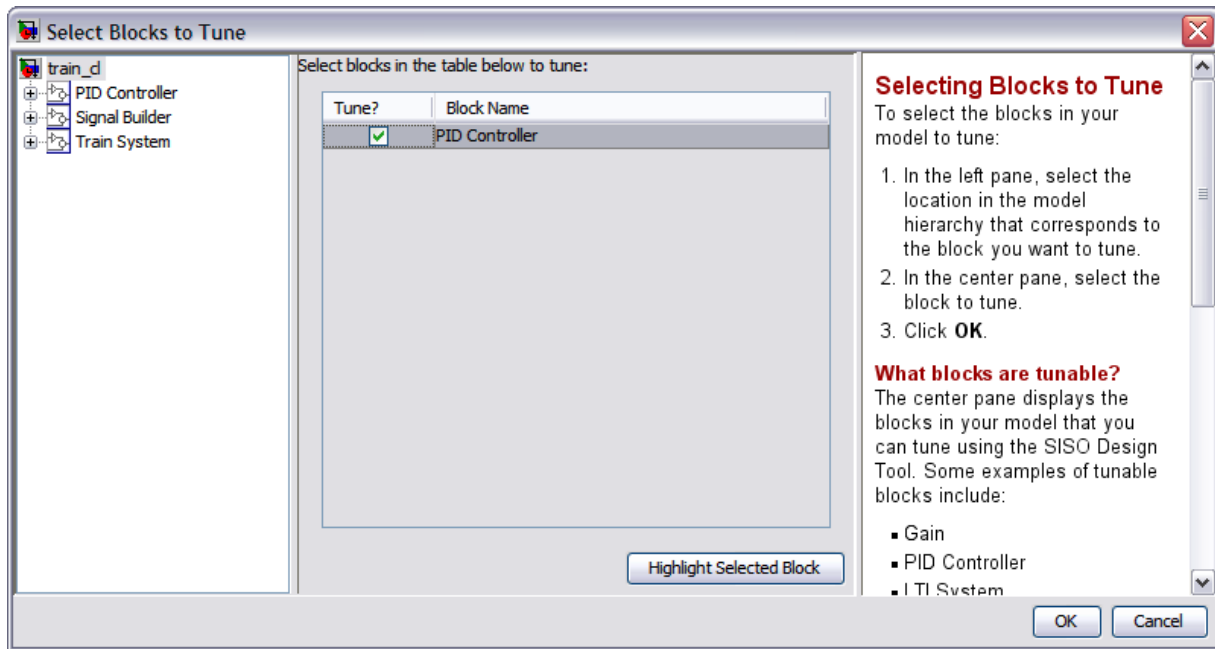 Select Blocks to Tune
train_d
PID Controller
Signal Builder
Train System
Select blocks in the table below to tune:
Tune? Block Name
PID Controller
Highlight Selected Block
Selecting Blocks to Tune
To select the blocks in your
model to tune:
1. In the left pane, select the
location in the model
hierarchy that corresponds to
the block you want to tune.
2. In the center pane, select the
block to tune.
3. Click OK.
What blocks are tunable?
The center pane displays the
blocks in your model that you
can tune using the SISO Design
Tool. Some examples of tunable
blocks include:
▪ Gain
▪ PID Controller
▪ LTI System
OK Cancel